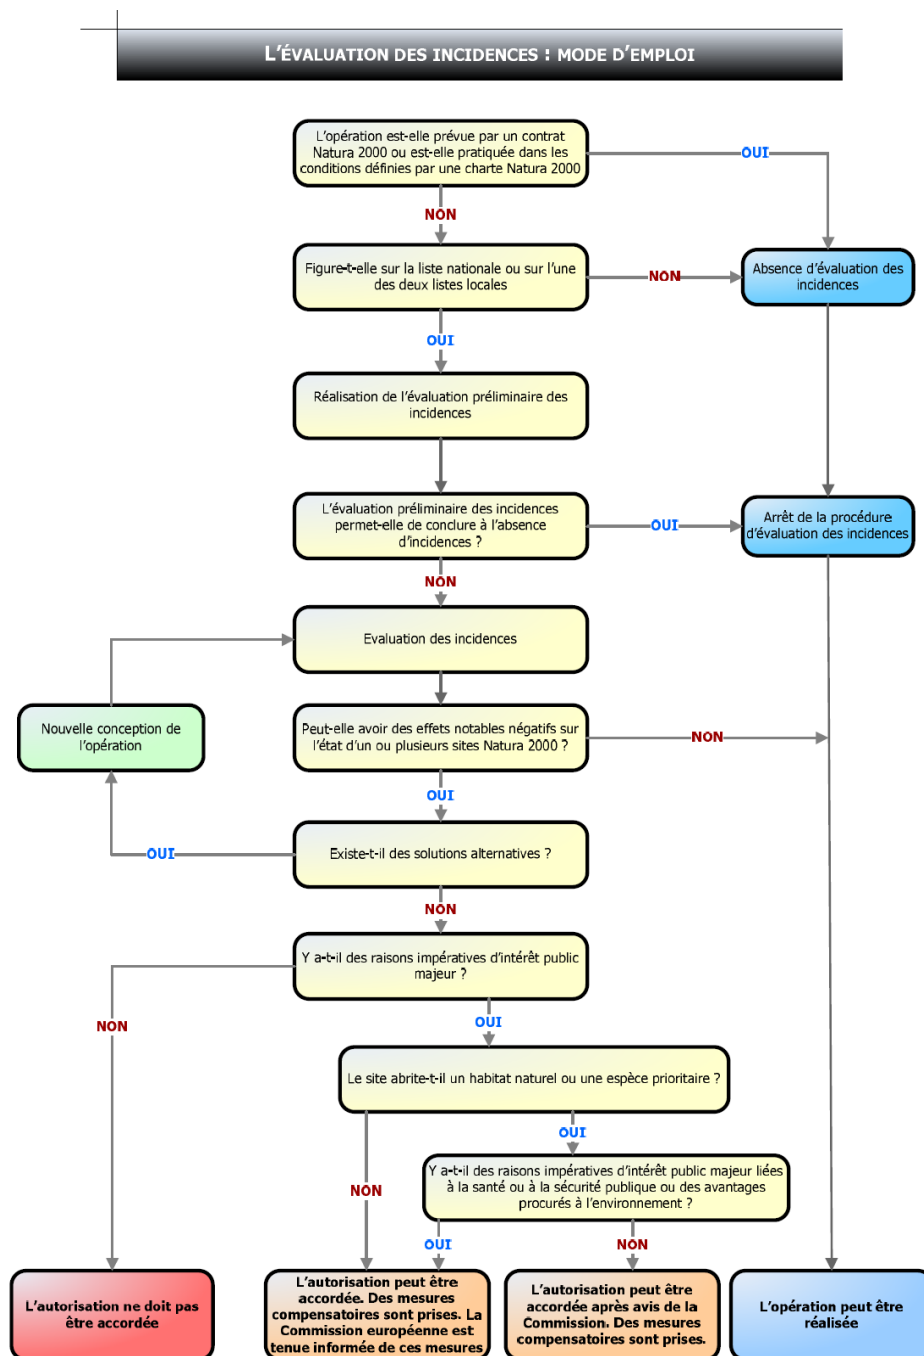 L'ÉVALUATION DES INCIDENCES : MODE D'EMPLOI
L'opération est-elle prévue par un contrat
Natura 2000 ou est-elle pratiquée dans les
conditions définies par une charte Natura 2000
OUI
NON
Figure-t-elle sur la liste nationale ou sur l'une
des deux listes locales
NON
Absence d'évaluation des
incidences
OUI
Réalisation de l'évaluation préliminaire des
incidences
L'évaluation préliminaire des incidences
permet-elle de conclure à l'absence
d'incidences ?
OUI
Arrêt de la procédure
d'évaluation des incidences
NON
Evaluation des incidences
Nouvelle conception de
l'opération
Peut-elle avoir des effets notables négatifs sur
l'état d'un ou plusieurs sites Natura 2000 ?
NON
OUI
OUI
Existe-t-il des solutions alternatives ?
NON
Y a-t-il des raisons impératives d'intérêt public
majeur ?
NON
OUI
Le site abrite-t-il un habitat naturel ou une espèce prioritaire ?
OUI
NON
Y a-t-il des raisons impératives d'intérêt public majeur liées
à la santé ou à la sécurité publique ou des avantages
procurés à l'environnement ?
OUI
NON
L'autorisation ne doit pas
être accordée
L'autorisation peut être
accordée. Des mesures
compensatoires sont prises. La
Commission européenne est
tenue informée de ces mesures
L'autorisation peut être
accordée après avis de la
Commission. Des mesures
compensatoires sont prises.
L'opération peut être
réalisée